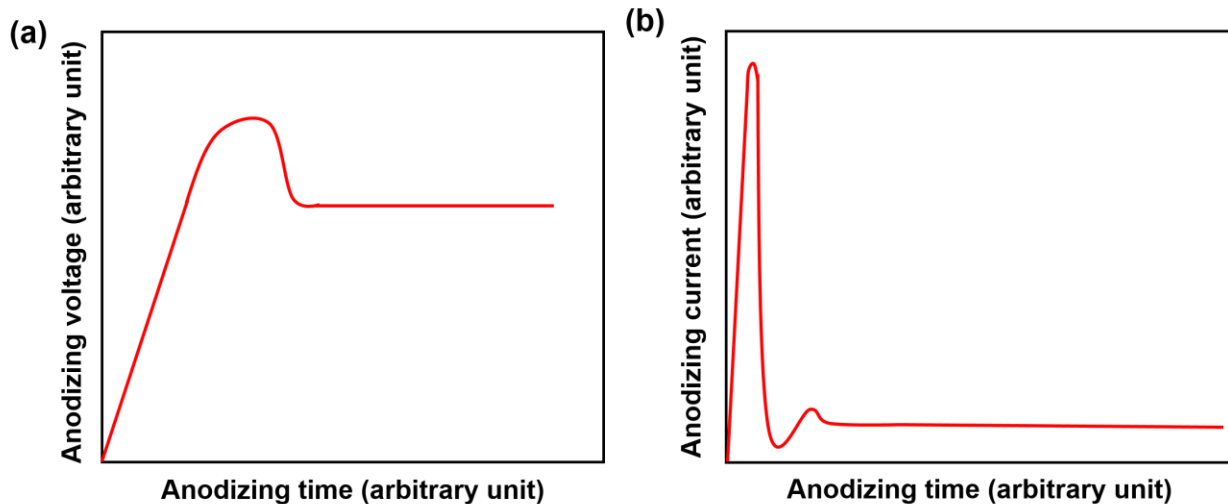 (a)
Anodizing voltage (arbitrary unit)
Anodizing time (arbitrary unit)
(b)
Anodizing current (arbitrary unit)
Anodizing time (arbitrary unit)